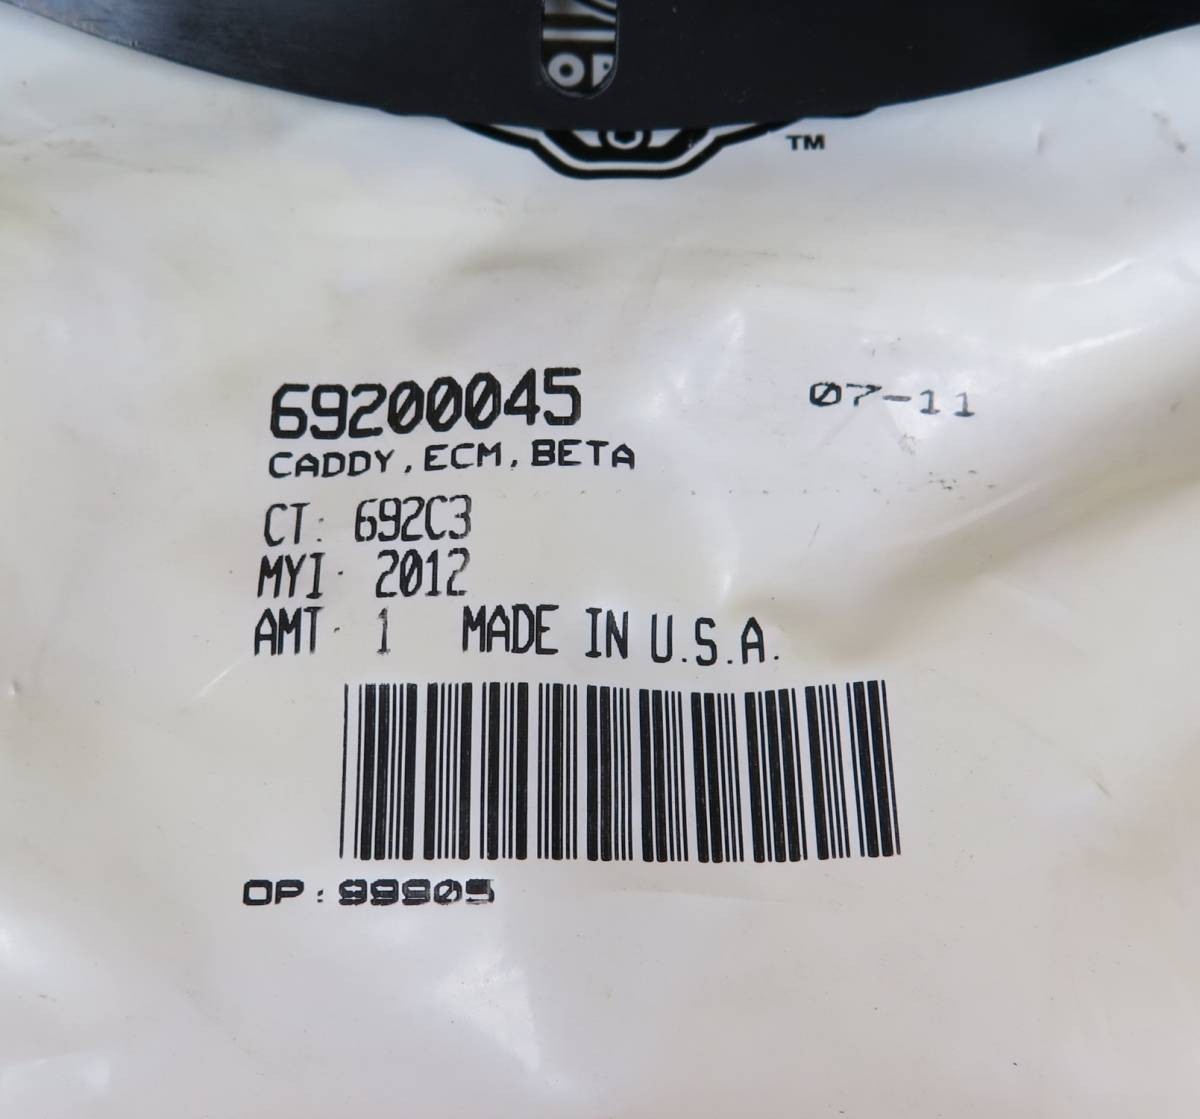 ™
69200045 07-11
CADDY, ECM, BETA
CT: 692C3
MYI: 2012
AMT: 1 MADE IN U.S.A.
OP: 99905